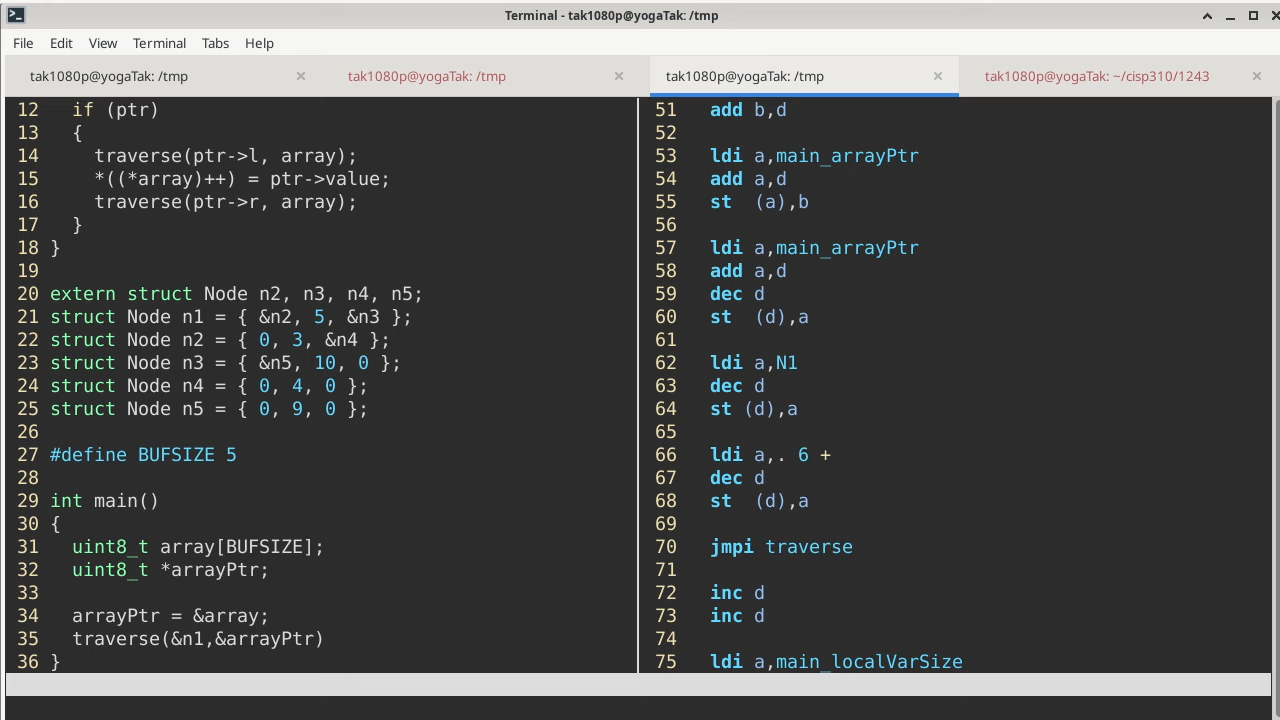 Terminal - tak1080p@yogaTak: /tmp
File Edit View Terminal Tabs Help
tak1080p@yogaTak: /tmp
tak1080p@yogaTak: /tmp
tak1080p@yogaTak: /tmp
tak1080p@yogaTak: ~/cisp310/1243
12   if (ptr)
13   {
14     traverse(ptr->l, array);
15     *((*array)++) = ptr->value;
16     traverse(ptr->r, array);
17   }
18 }
19
20 extern struct Node n2, n3, n4, n5;
21 struct Node n1 = { &n2, 5, &n3 };
22 struct Node n2 = { 0, 3, &n4 };
23 struct Node n3 = { &n5, 10, 0 };
24 struct Node n4 = { 0, 4, 0 };
25 struct Node n5 = { 0, 9, 0 };
26
27 #define BUFSIZE 5
28
29 int main()
30 {
31   uint8_t array[BUFSIZE];
32   uint8_t *arrayPtr;
33
34   arrayPtr = &array;
35   traverse(&n1,&arrayPtr)
36 }
51   add b,d
52
53   ldi a,main_arrayPtr
54   add a,d
55   st  (a),b
56
57   ldi a,main_arrayPtr
58   add a,d
59   dec d
60   st  (d),a
61
62   ldi a,N1
63   dec d
64   st (d),a
65
66   ldi a,. 6 +
67   dec d
68   st  (d),a
69
70   jmpi traverse
71
72   inc d
73   inc d
74
75   ldi a,main_localVarSize